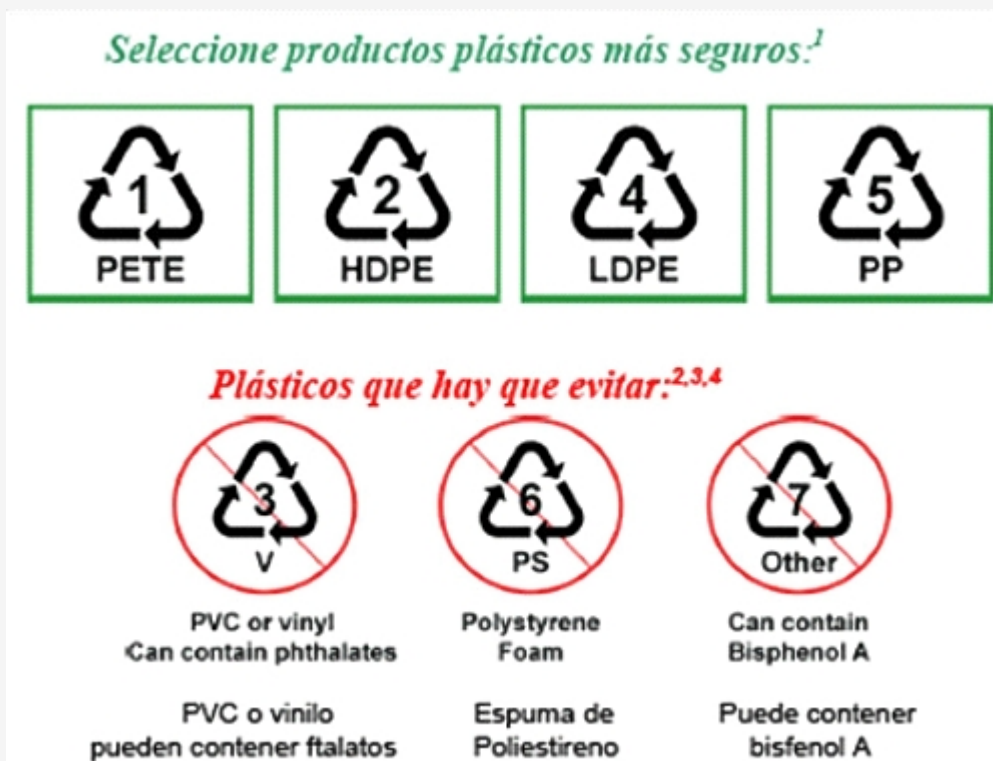 Seleccione productos plásticos más seguros:1
1 2 4 5
PETE HDPE LDPE PP
Plásticos que hay que evitar:2,3,4
3 6 7
V PS Other
PVC or vinyl
Can contain phthalates
Polystyrene
Foam
Can contain
Bisphenol A
PVC o vinilo
pueden contener ftalatos
Espuma de
Poliestireno
Puede contener
bisfenol A